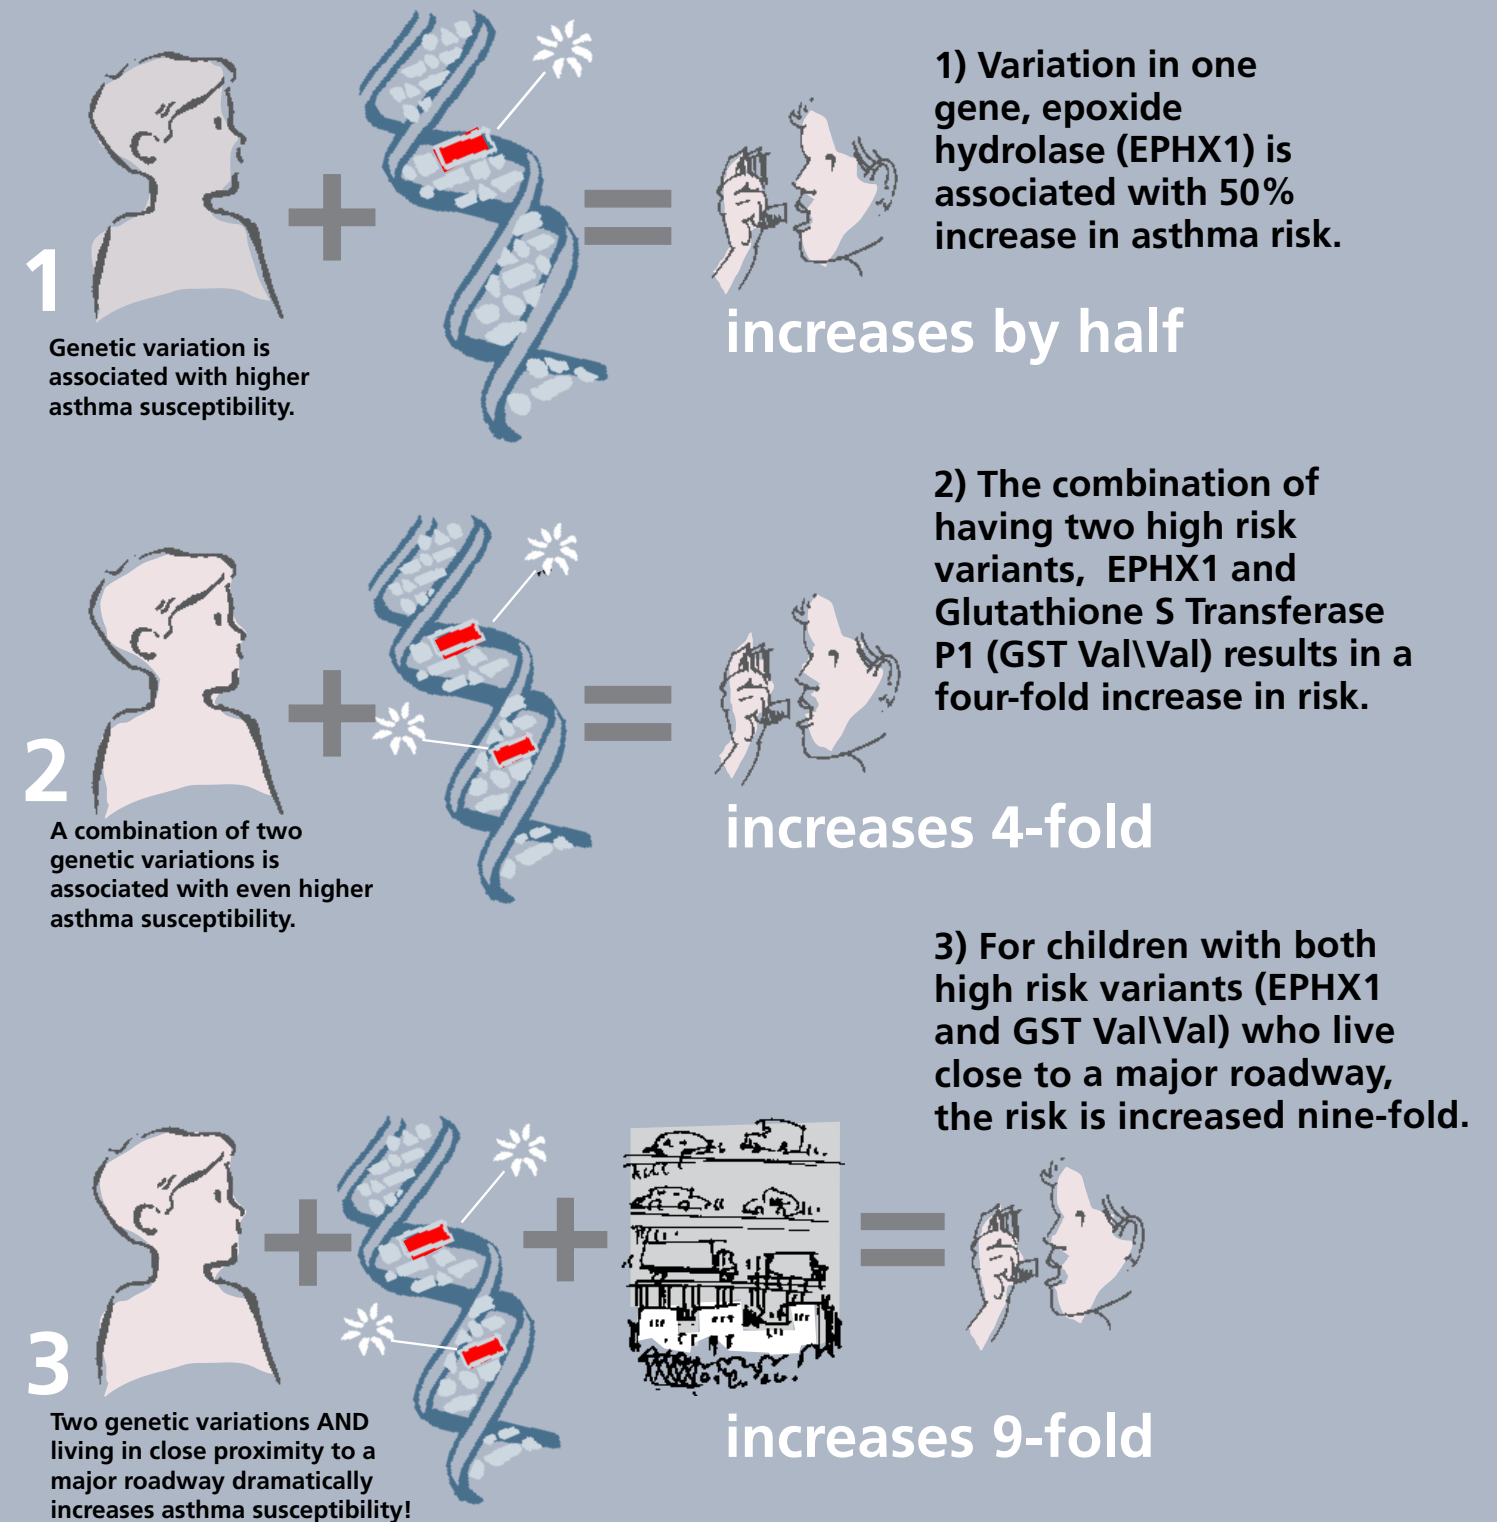 1) Variation in one
gene, epoxide
hydrolase (EPHX1) is
associated with 50%
increase in asthma risk.
1
increases by half
Genetic variation is
associated with higher
asthma susceptibility.
2) The combination of
having two high risk
variants,  EPHX1 and
Glutathione S Transferase
P1 (GST Val\Val) results in a
four-fold increase in risk.
2
increases 4-fold
A combination of two
genetic variations is
associated with even higher
asthma susceptibility.
3) For children with both
high risk variants (EPHX1
and GST Val\Val) who live
close to a major roadway,
the risk is increased nine-fold.
3
increases 9-fold
Two genetic variations AND
living in close proximity to a
major roadway dramatically
increases asthma susceptibility!